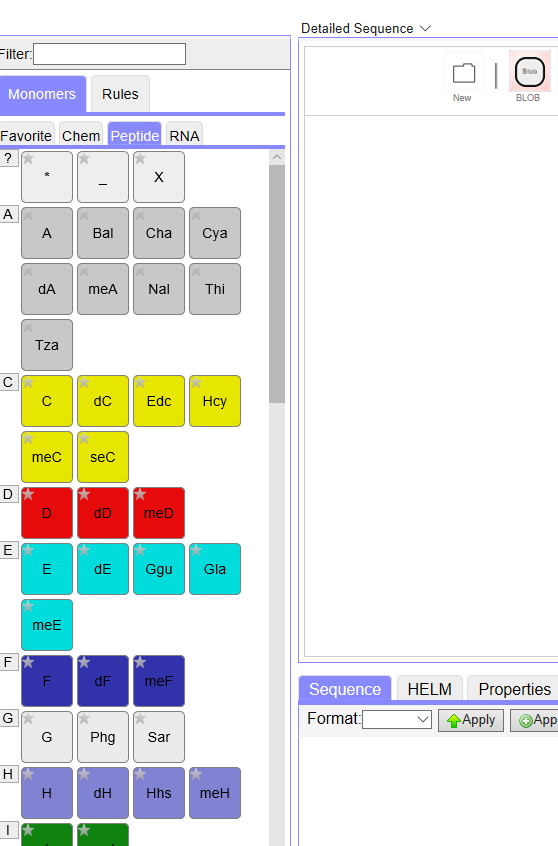 Detailed Sequence
Filter:
New
Blob
BLOB
Monomers
Rules
Favorite
Chem
Peptide
RNA
?
*
_
X
A
A
Bal
Cha
Cya
dA
meA
Nal
Thi
Tza
C
C
dC
Edc
Hcy
meC
seC
D
D
dD
meD
E
E
dE
Ggu
Gla
meE
F
F
dF
meF
G
G
Phg
Sar
H
H
dH
Hhs
meH
I
Sequence
HELM
Properties
Format:
Apply
App